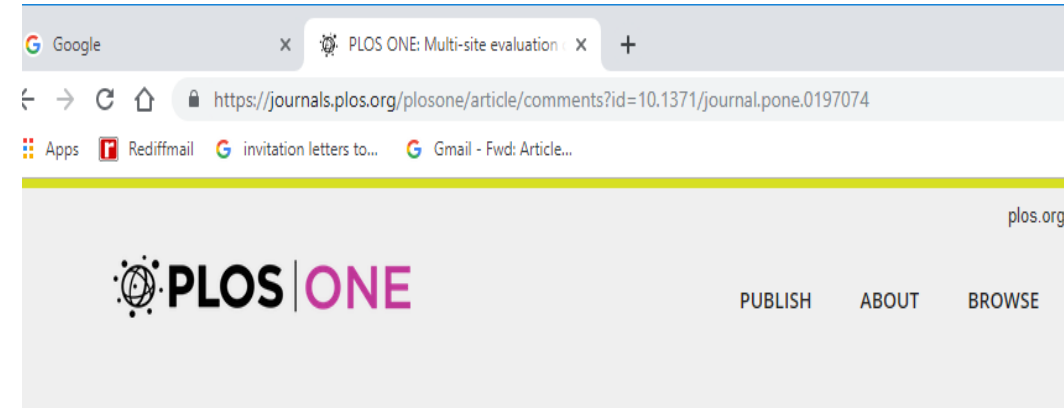 Google
PLOS ONE: Multi-site evaluation
https://journals.plos.org/plosone/article/comments?id=10.1371/journal.pone.0197074
Apps Rediffmail invitation letters to... Gmail - Fwd: Article...
plos.org
PLOS ONE
PUBLISH ABOUT BROWSE